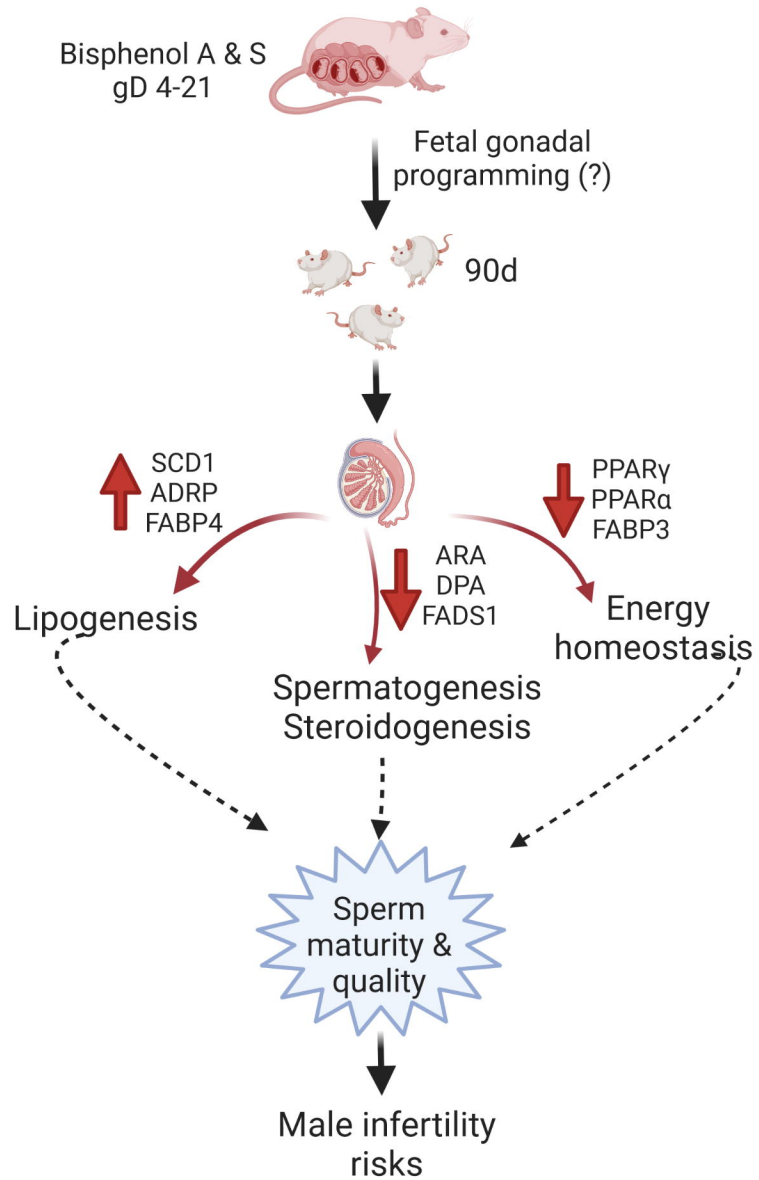 Bisphenol A & S
gD 4-21
Fetal gonadal
programming (?)
90d
SCD1
ADRP
FABP4
PPARγ
PPARα
FABP3
ARA
DPA
FADS1
Lipogenesis
Energy
homeostasis
Spermatogenesis
Steroidogenesis
Sperm
maturity &
quality
Male infertility
risks